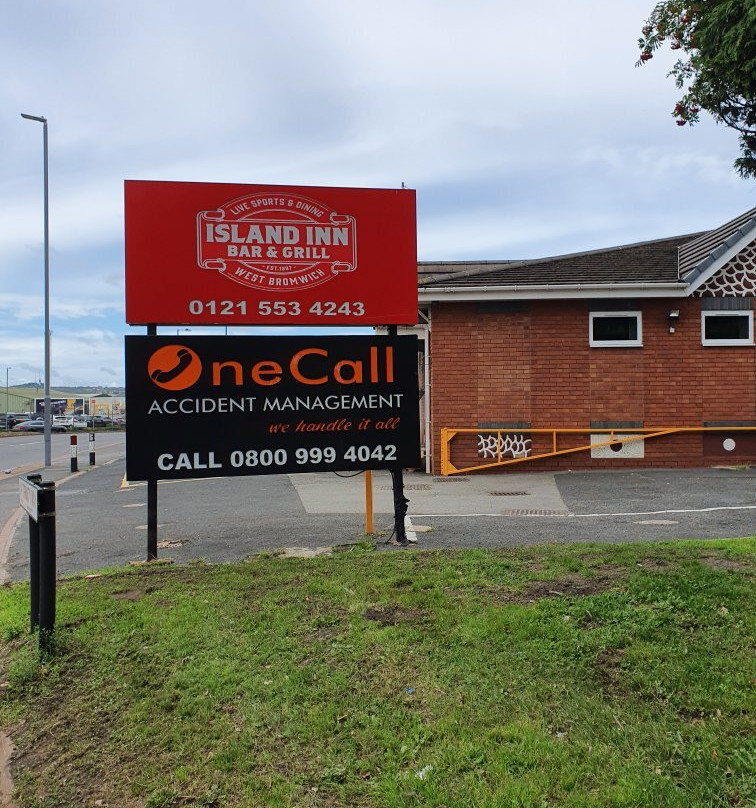 LIVE SPORTS & DINING
ISLAND INN
BAR & GRILL
EST.1897
WEST BROMWICH
0121 553 4243
OneCall
ACCIDENT MANAGEMENT
we handle it all
CALL 0800 999 4042